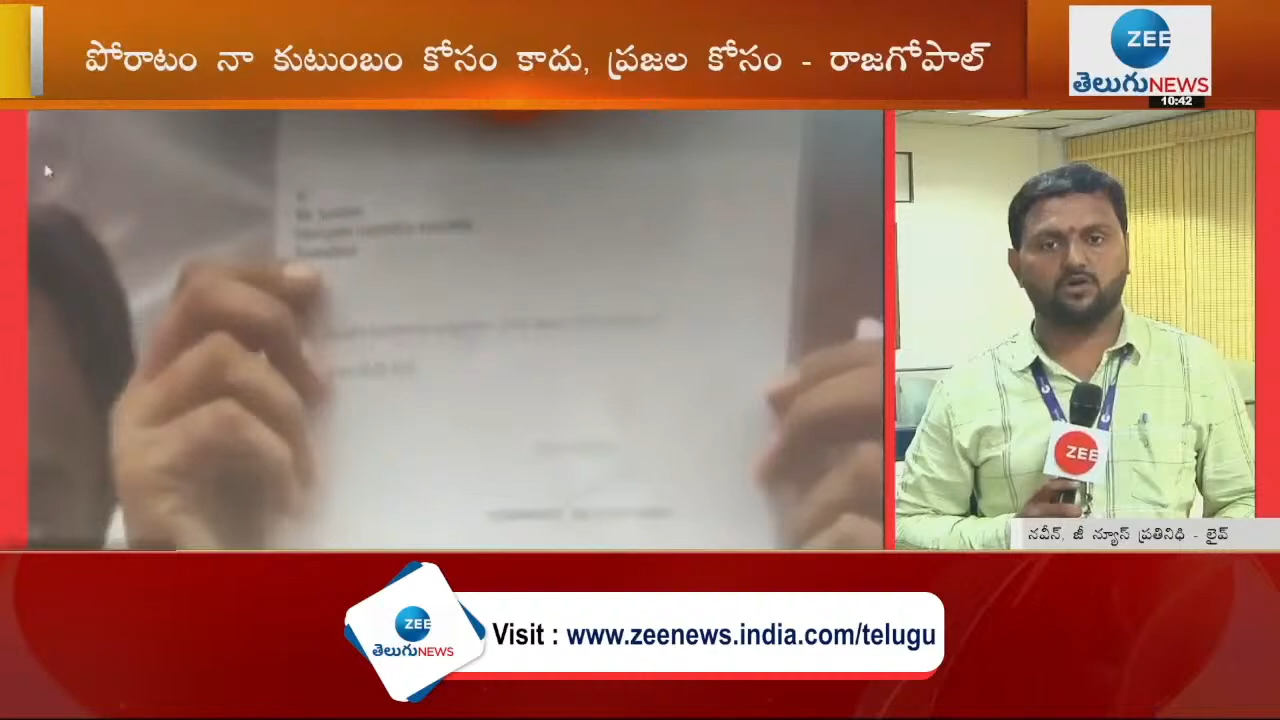 పోరాటం నా కుటుంబం కోసం కాదు, ప్రజల కోసం - రాజగోపాల్
ZEE
తెలుగు NEWS
10:42
ZEE
నవీన్, జీ న్యూస్ ప్రతినిధి - లైవ్
ZEE
తెలుగు NEWS
Visit : www.zeenews.india.com/telugu